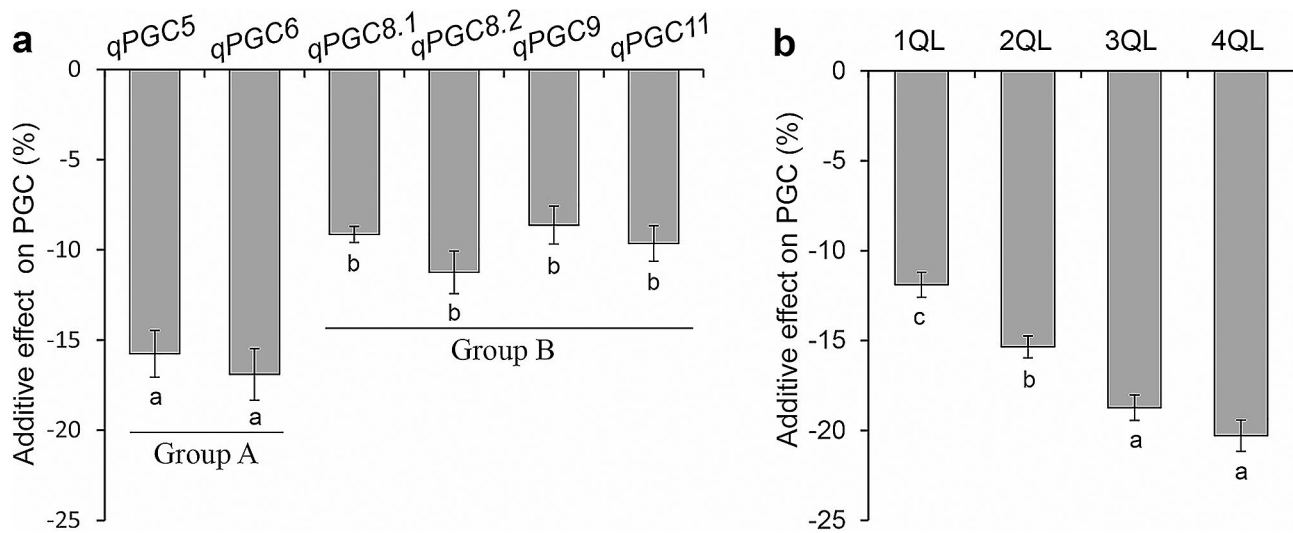 a
qPGC5 qPGC6 qPGC8.1 qPGC8.2 qPGC9 qPGC11
Additive effect on PGC (%)
0
-5
-10
-15
-20
-25
a a b b b b
Group A
Group B
b
1QL 2QL 3QL 4QL
Additive effect on PGC (%)
0
-5
-10
-15
-20
-25
c b a a